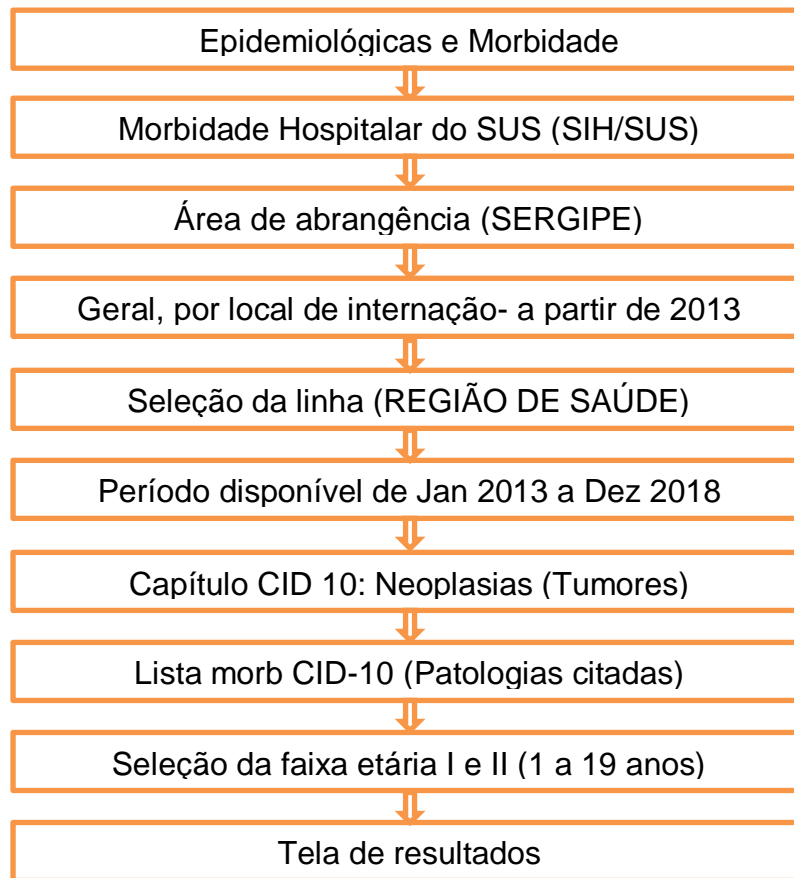 Epidemiológicas e Morbidade
Morbidade Hospitalar do SUS (SIH/SUS)
Área de abrangência (SERGIPE)
Geral, por local de internação- a partir de 2013
Seleção da linha (REGIÃO DE SAÚDE)
Período disponível de Jan 2013 a Dez 2018
Capítulo CID 10: Neoplasias (Tumores)
Lista morb CID-10 (Patologias citadas)
Seleção da faixa etária I e II (1 a 19 anos)
Tela de resultados